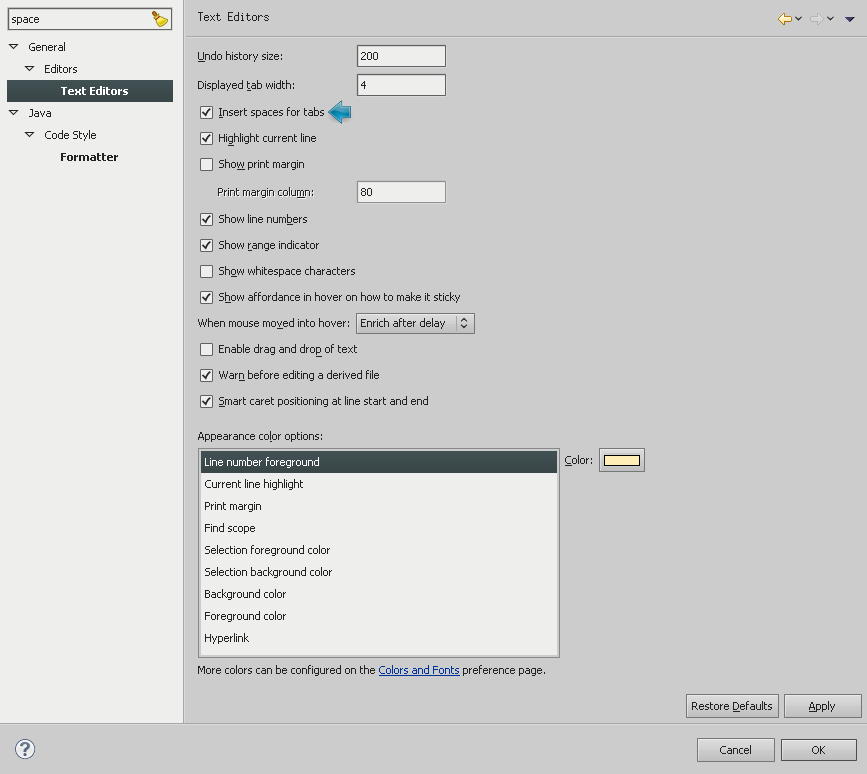 space
General
Editors
Text Editors
Java
Code Style
Formatter
Text Editors
Undo history size: 200
Displayed tab width: 4
Insert spaces for tabs
Highlight current line
Show print margin
Print margin column: 80
Show line numbers
Show range indicator
Show whitespace characters
Show affordance in hover on how to make it sticky
When mouse moved into hover: Enrich after delay
Enable drag and drop of text
Warn before editing a derived file
Smart caret positioning at line start and end
Appearance color options:
Line number foreground
Color:
Current line highlight
Print margin
Find scope
Selection foreground color
Selection background color
Background color
Foreground color
Hyperlink
More colors can be configured on the Colors and Fonts preference page.
Restore Defaults Apply
? Cancel OK